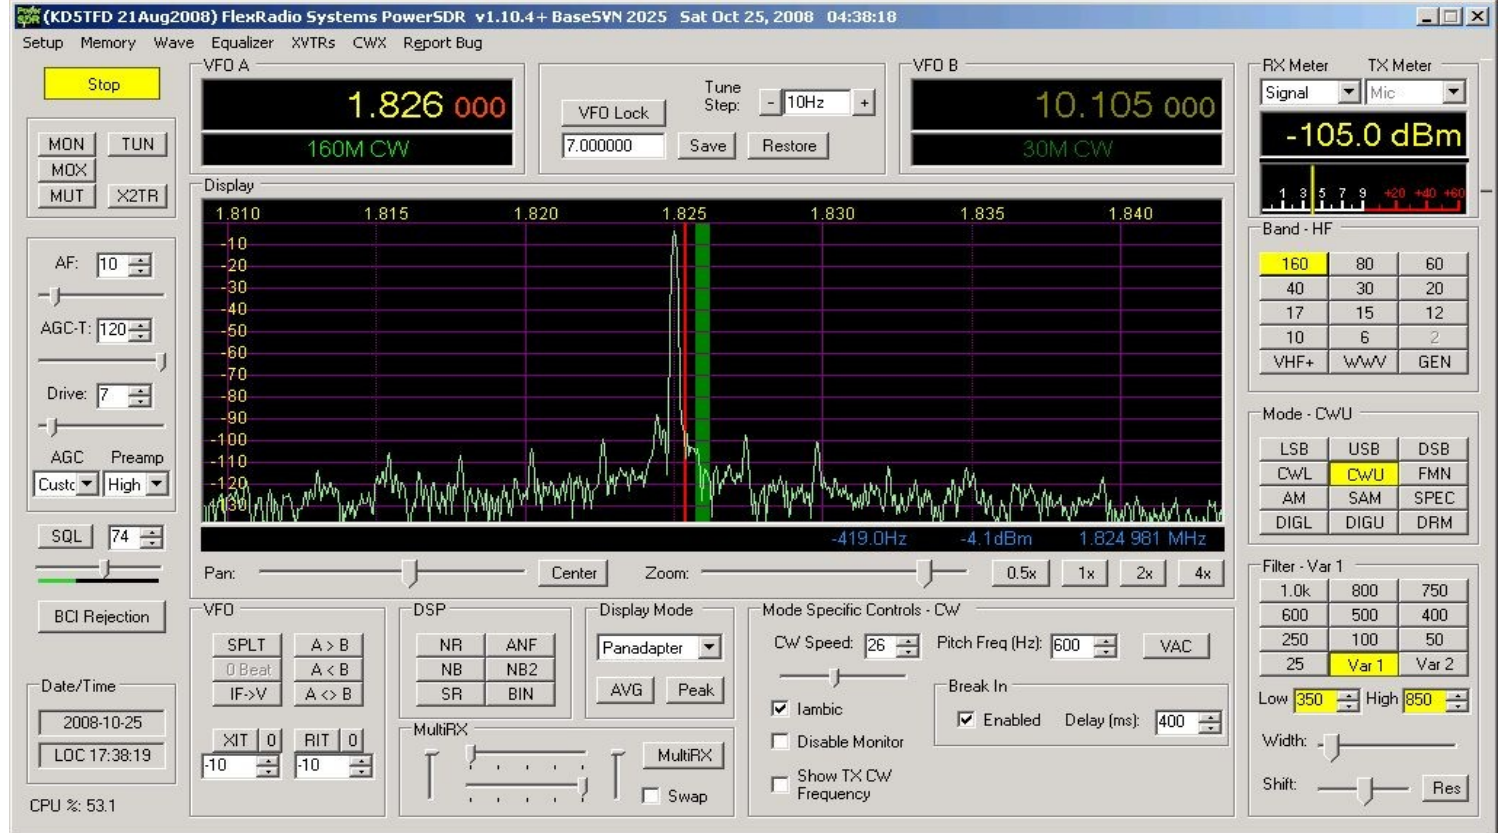 (KD5TFD 21Aug2008) FlexRadio Systems PowerSDR v1.10.4+ BaseSVN 2025 Sat Oct 25, 2008 04:38:18
Setup Memory Wave Equalizer XVTRs CWX Report Bug
Stop
MON TUN
MOX
MUT X2TR
AF: 10
AGC-T: 120
Drive: 7
AGC Preamp
Custc High
SQL 74
BCI Rejection
Date/Time
2008-10-25
LOC 17:38:19
CPU %: 53.1
VFO A
1.826 000
160M CW
VFO Lock
Tune
Step: - 10Hz +
7.000000 Save Restore
VFO B
10.105 000
30M CW
Display
1.810 1.815 1.820 1.825 1.830 1.835 1.840
-10
-20
-30
-40
-50
-60
-70
-80
-90
-100
-110
-120
-130
-419.0Hz -4.1dBm 1.824 981 MHz
Pan: Center Zoom: 0.5x 1x 2x 4x
VFO
SPLT A > B
0 Beat A < B
IF->V A <> B
XIT 0 RIT 0
-10 -10
DSP
NR ANF
NB NB2
SR BIN
Display Mode
Panadapter
AVG Peak
MultiRX
MultiRX
Swap
Mode Specific Controls - CW
CW Speed: 26 Pitch Freq (Hz): 600 VAC
Iambic
Disable Monitor
Show TX CW
Frequency
Break In
Enabled Delay (ms): 400
RX Meter TX Meter
Signal Mic
-105.0 dBm
1 3 5 7 9 +20 +40 +60
Band - HF
160 80 60
40 30 20
17 15 12
10 6 2
VHF+ WWV GEN
Mode - CWU
LSB USB DSB
CWL CWU FMN
AM SAM SPEC
DIGL DIGU DRM
Filter - Var 1
1.0k 800 750
600 500 400
250 100 50
25 Var 1 Var 2
Low 350 High 850
Width:
Shift: Res